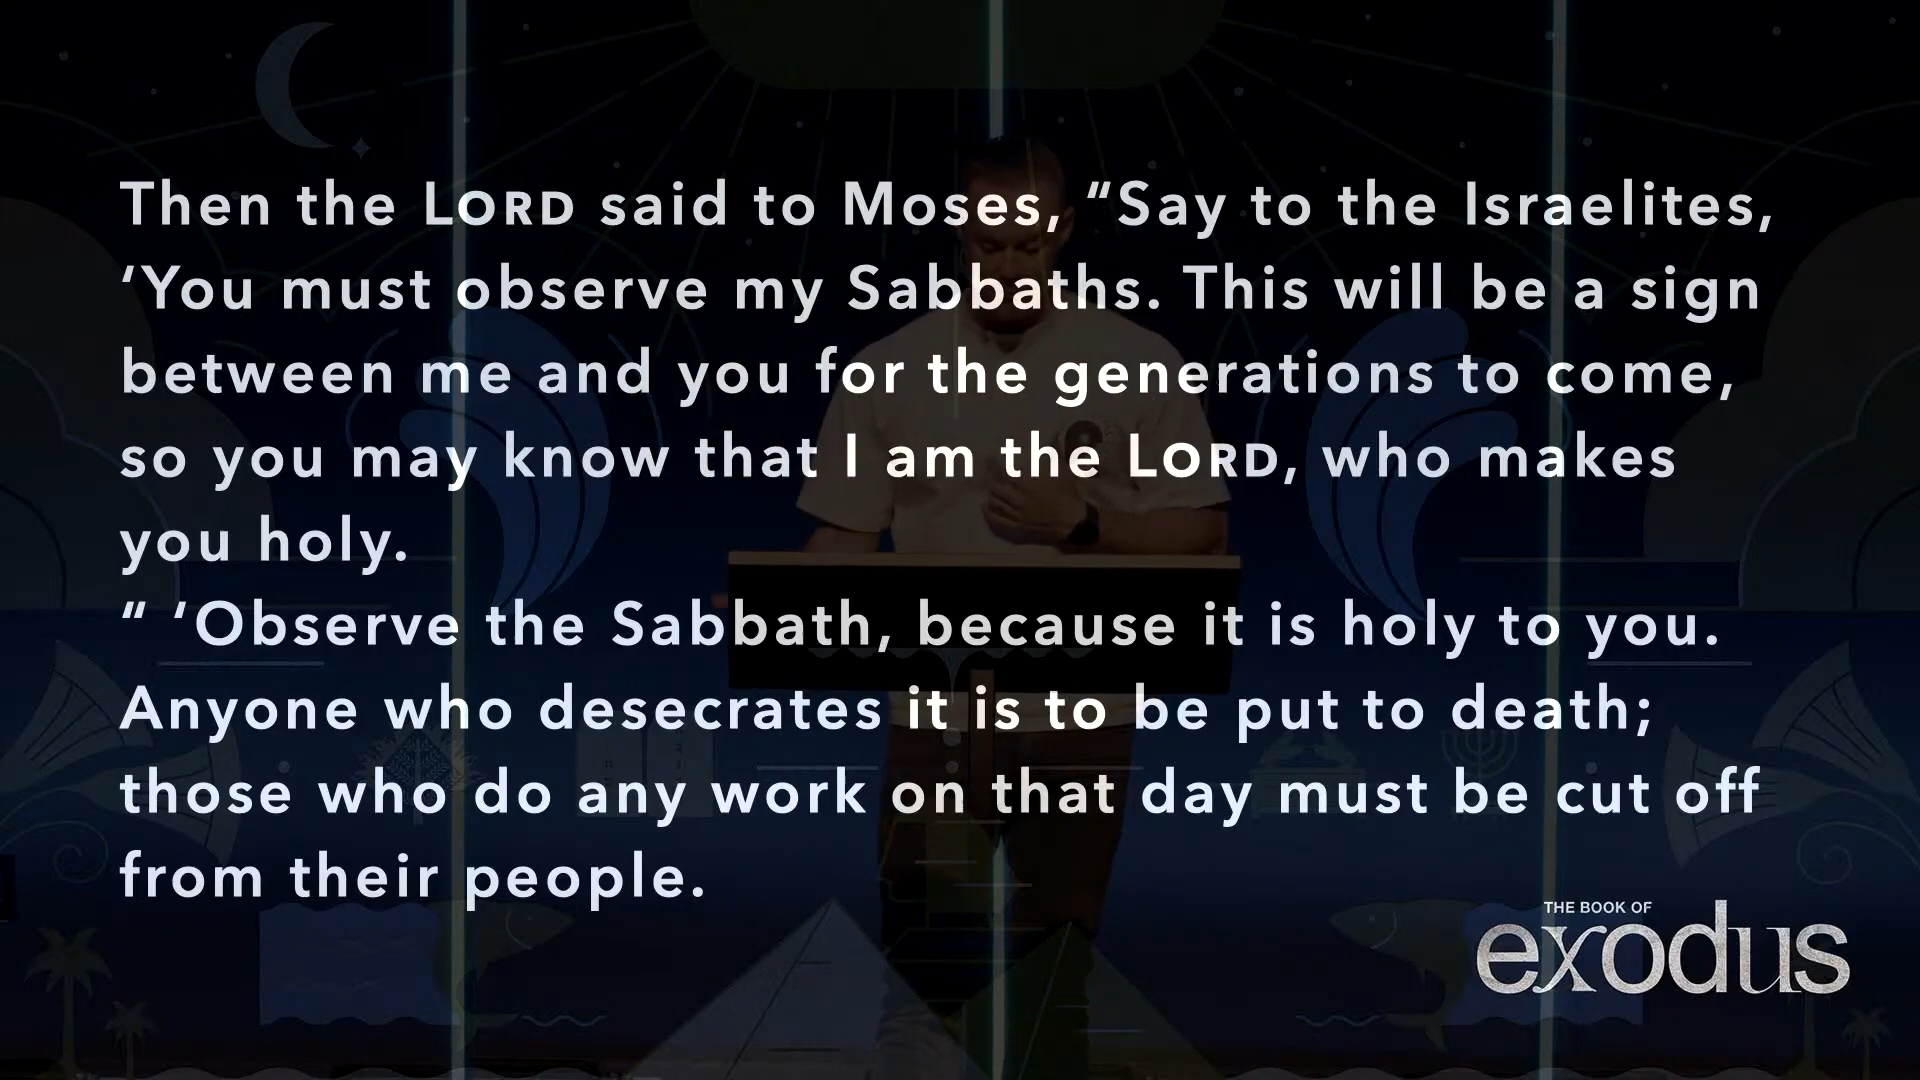 Then the LORD said to Moses, “Say to the Israelites,
‘You must observe my Sabbaths. This will be a sign
between me and you for the generations to come,
so you may know that I am the LORD, who makes
you holy.
“ ‘Observe the Sabbath, because it is holy to you.
Anyone who desecrates it is to be put to death;
those who do any work on that day must be cut off
from their people.
THE BOOK OF
exodus